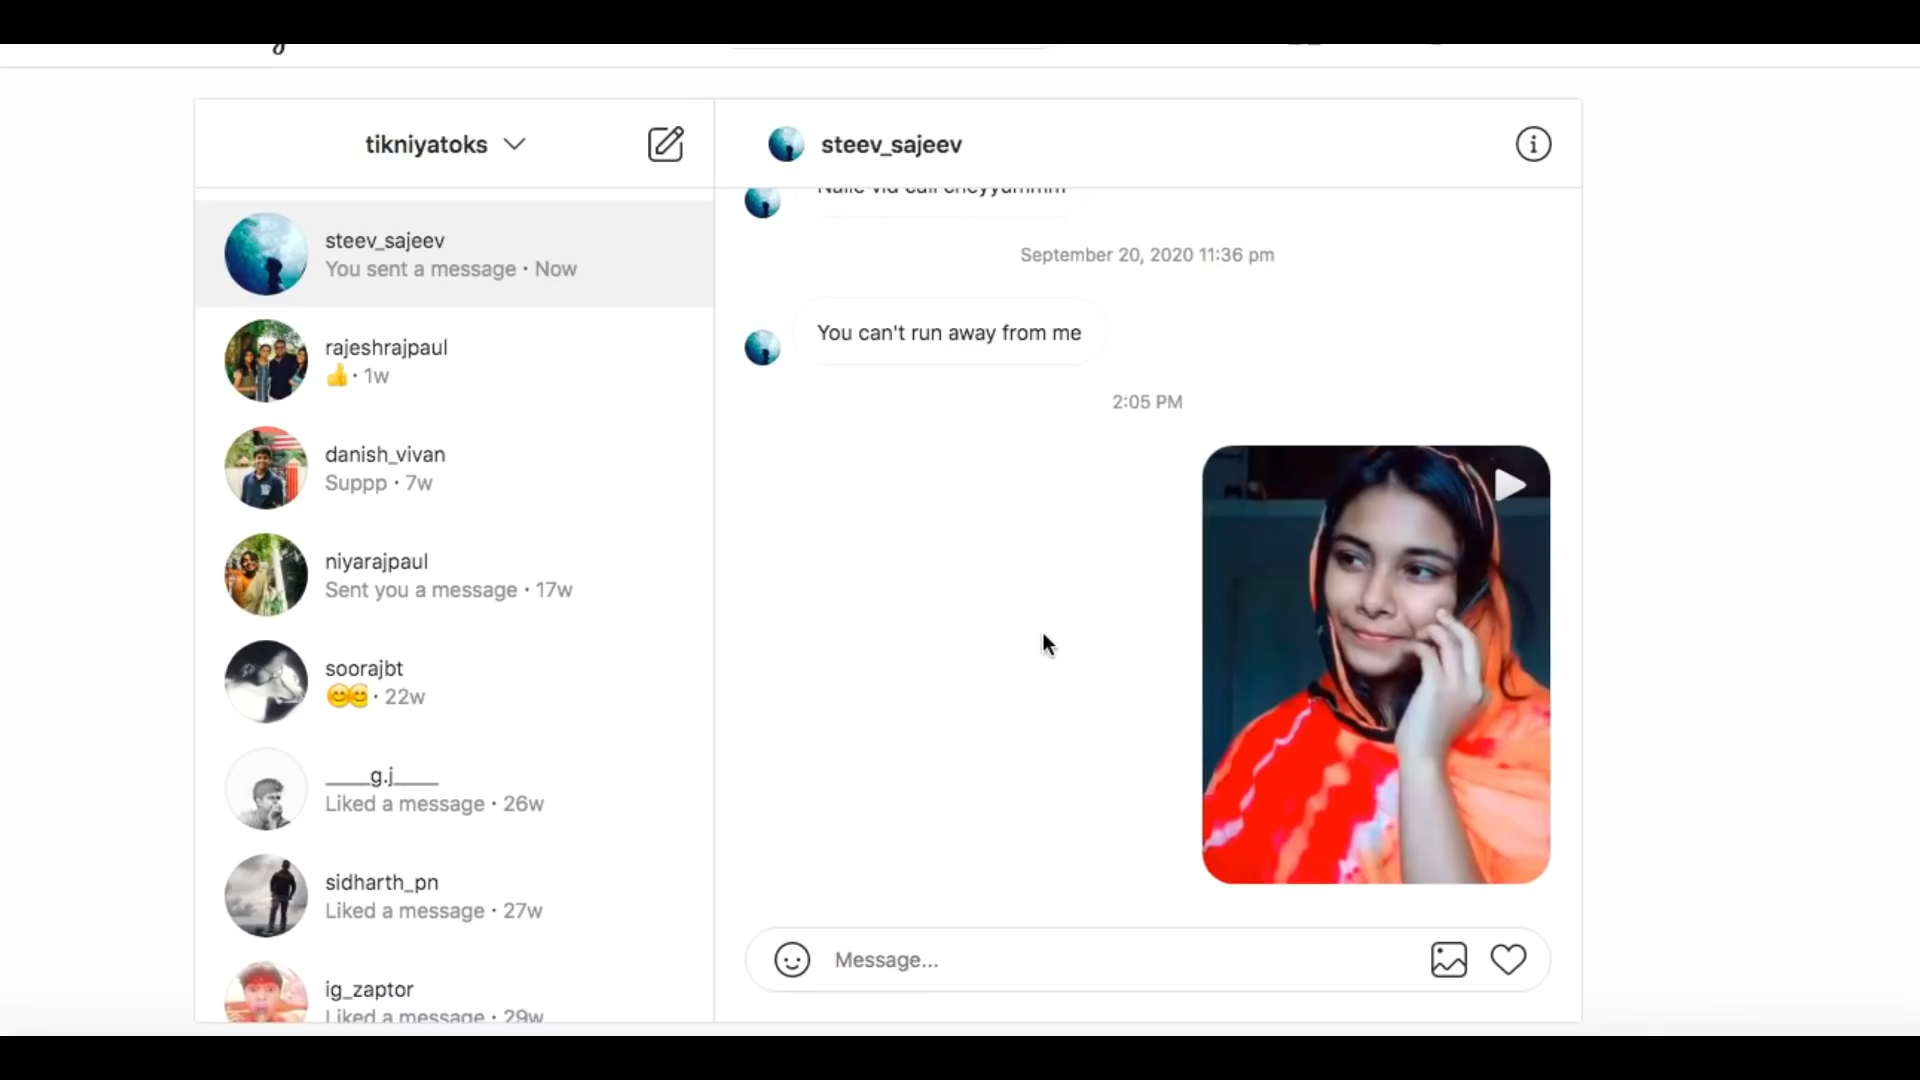 tikniyatoks
steev_sajeev
You sent a message · Now
rajeshrajpaul
👍 · 1w
danish_vivan
Suppp · 7w
niyarajpaul
Sent you a message · 17w
soorajbt
😊😊 · 22w
____g.j____
Liked a message · 26w
sidharth_pn
Liked a message · 27w
ig_zaptor
Liked a message · 29w
steev_sajeev
September 20, 2020 11:36 pm
You can't run away from me
2:05 PM
Message...